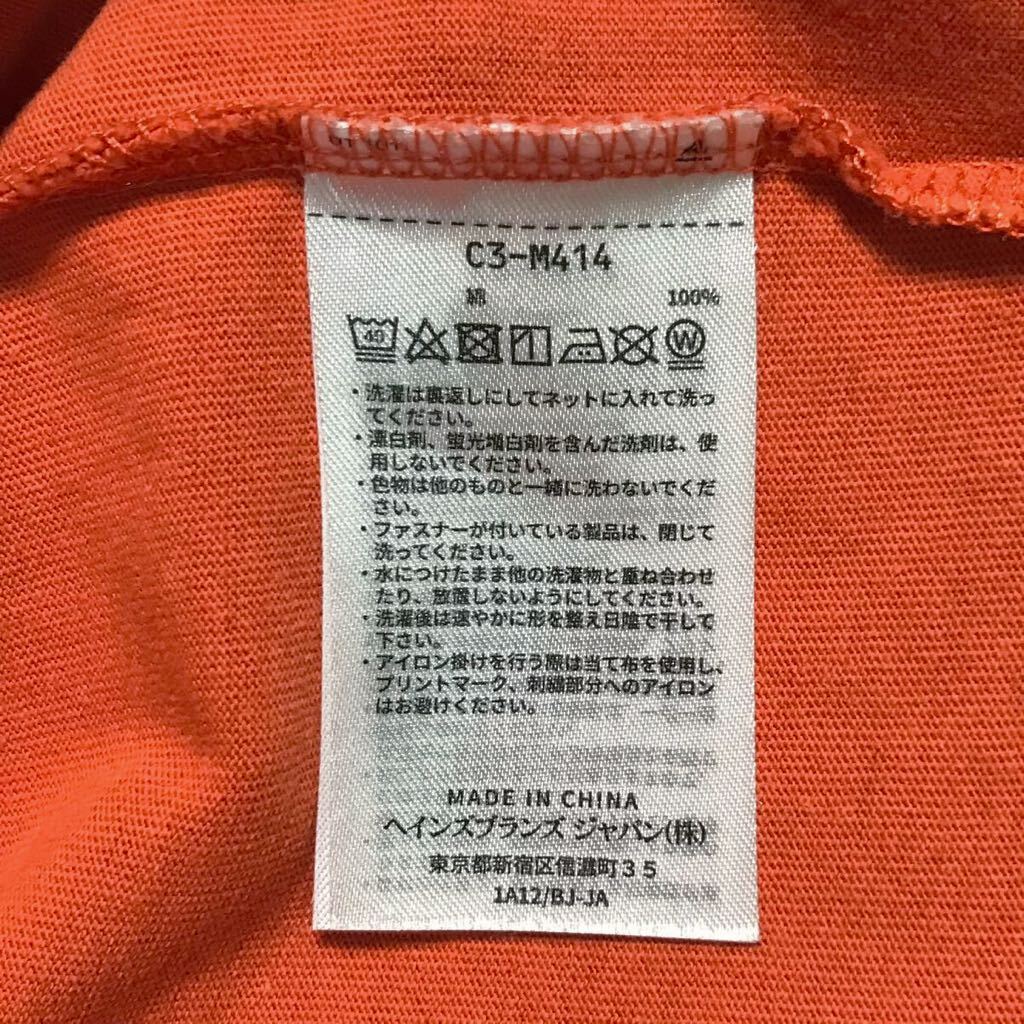 C3-M414
綿 100%
40 W
・洗濯は裏返しにしてネットに入れて洗っ
てください。
・漂白剤、蛍光増白剤を含んだ洗剤は、使
用しないでください。
・色物は他のものと一緒に洗わないでくだ
さい。
・ファスナーが付いている製品は、閉じて
洗ってください。
・水につけたまま他の洗濯物と重ね合わせ
たり、放置しないようにしてください。
・洗濯後は速やかに形を整え日陰で干して
下さい。
・アイロン掛けを行う際は当て布を使用し、
プリントマーク、刺繍部分へのアイロン
はお避けください。
MADE IN CHINA
ヘインズブランズ ジャパン(株)
東京都新宿区信濃町35
1A12/BJ-JA